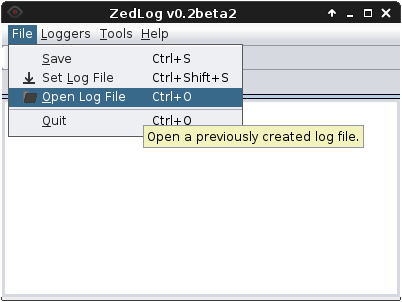 ZedLog v0.2beta2
File Loggers Tools Help
Save Ctrl+S
Set Log File Ctrl+Shift+S
Open Log File Ctrl+O
Quit Ctrl+Q
Open a previously created log file.